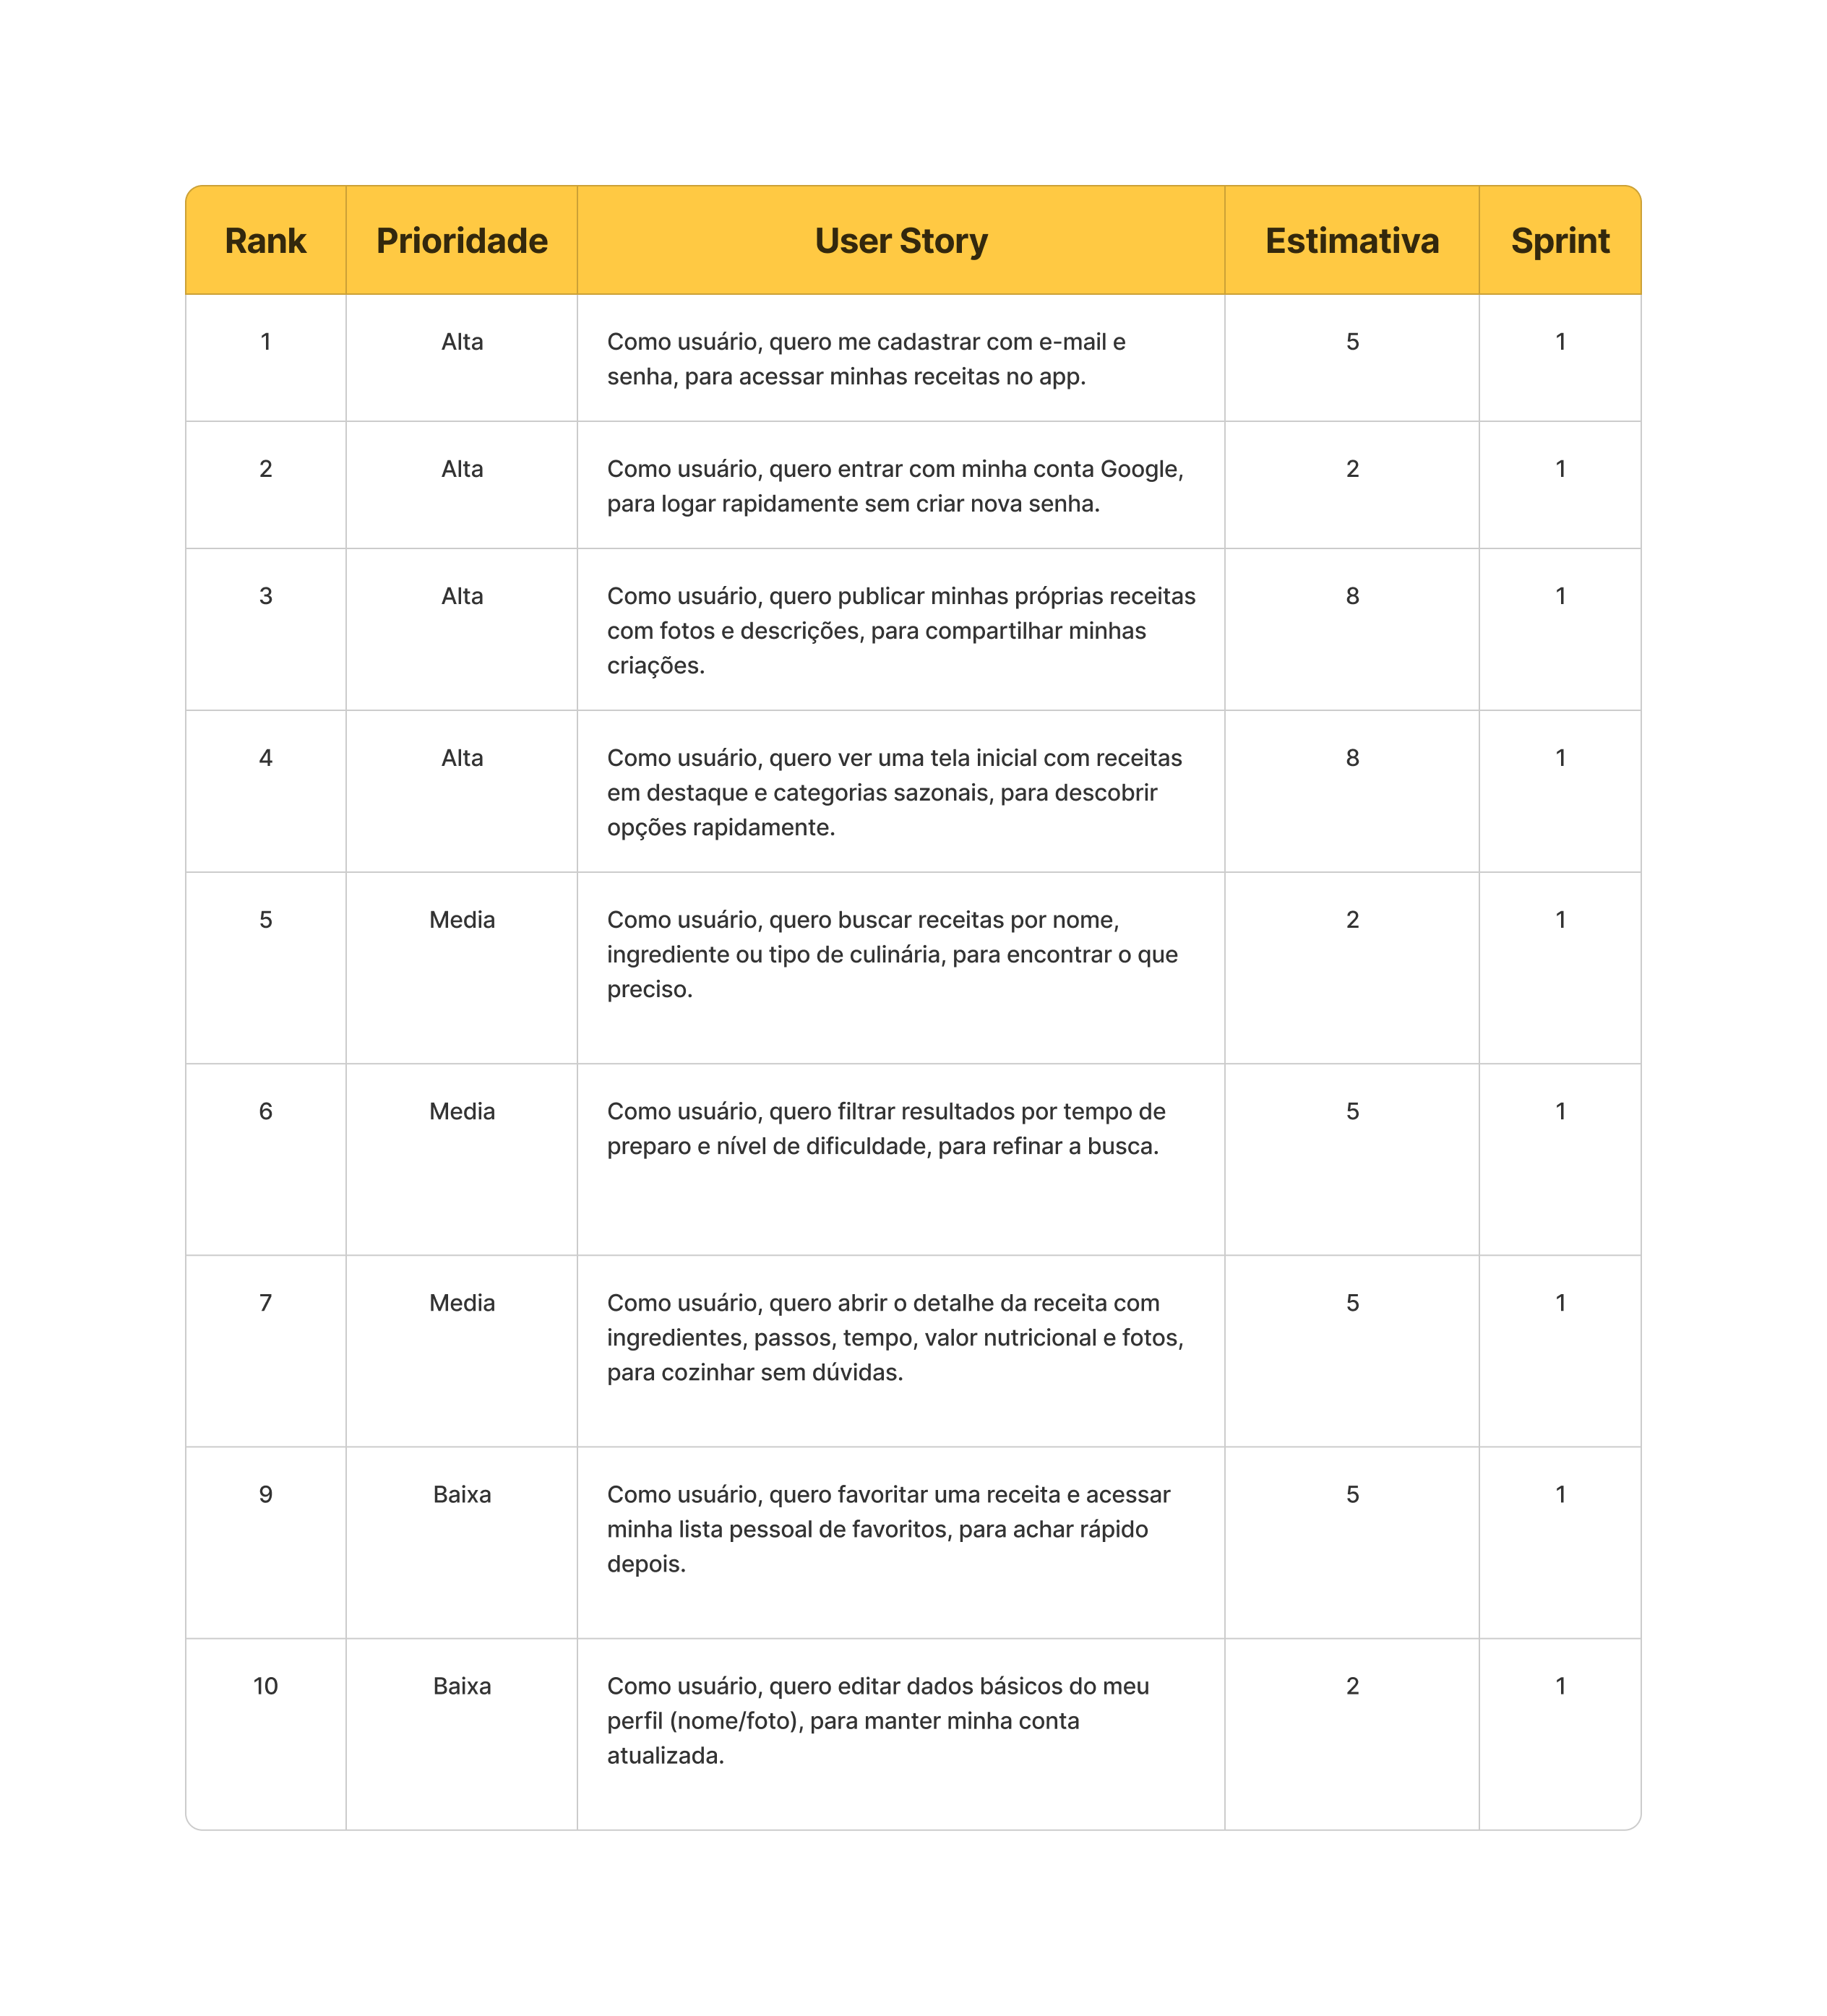 Rank Prioridade User Story Estimativa Sprint
1 Alta Como usuário, quero me cadastrar com e-mail e 5 1
senha, para acessar minhas receitas no app.
2 Alta Como usuário, quero entrar com minha conta Google, 2 1
para logar rapidamente sem criar nova senha.
3 Alta Como usuário, quero publicar minhas próprias receitas 8 1
com fotos e descrições, para compartilhar minhas
criações.
4 Alta Como usuário, quero ver uma tela inicial com receitas 8 1
em destaque e categorias sazonais, para descobrir
opções rapidamente.
5 Media Como usuário, quero buscar receitas por nome, 2 1
ingrediente ou tipo de culinária, para encontrar o que
preciso.
6 Media Como usuário, quero filtrar resultados por tempo de 5 1
preparo e nível de dificuldade, para refinar a busca.
7 Media Como usuário, quero abrir o detalhe da receita com 5 1
ingredientes, passos, tempo, valor nutricional e fotos,
para cozinhar sem dúvidas.
9 Baixa Como usuário, quero favoritar uma receita e acessar 5 1
minha lista pessoal de favoritos, para achar rápido
depois.
10 Baixa Como usuário, quero editar dados básicos do meu 2 1
perfil (nome/foto), para manter minha conta
atualizada.